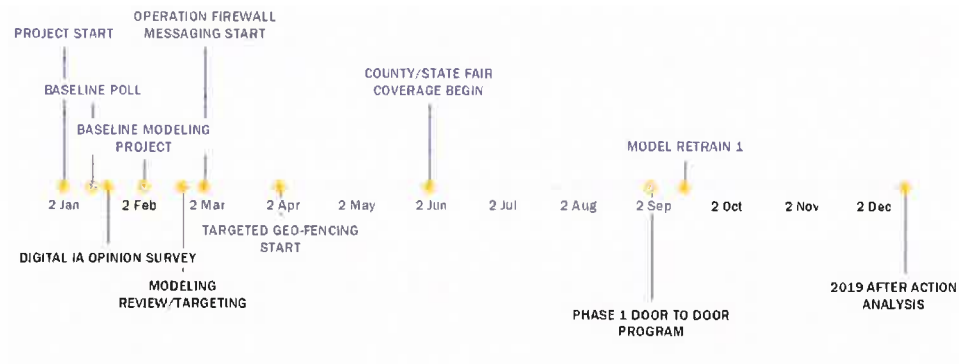 OPERATION FIREWALL
MESSAGING START
PROJECT START
COUNTY/STATE FAIR
COVERAGE BEGIN
BASELINE POLL
BASELINE MODELING
PROJECT
MODEL RETRAIN 1
2 Jan
2 Feb
2 Mar
2 Apr
2 May
2 Jun
2 Jul
2 Aug
2 Sep
2 Oct
2 Nov
2 Dec
TARGETED GEO-FENCING
START
DIGITAL IA OPINION SURVEY
MODELING
REVIEW/TARGETING
PHASE 1 DOOR TO DOOR
PROGRAM
2019 AFTER ACTION
ANALYSIS